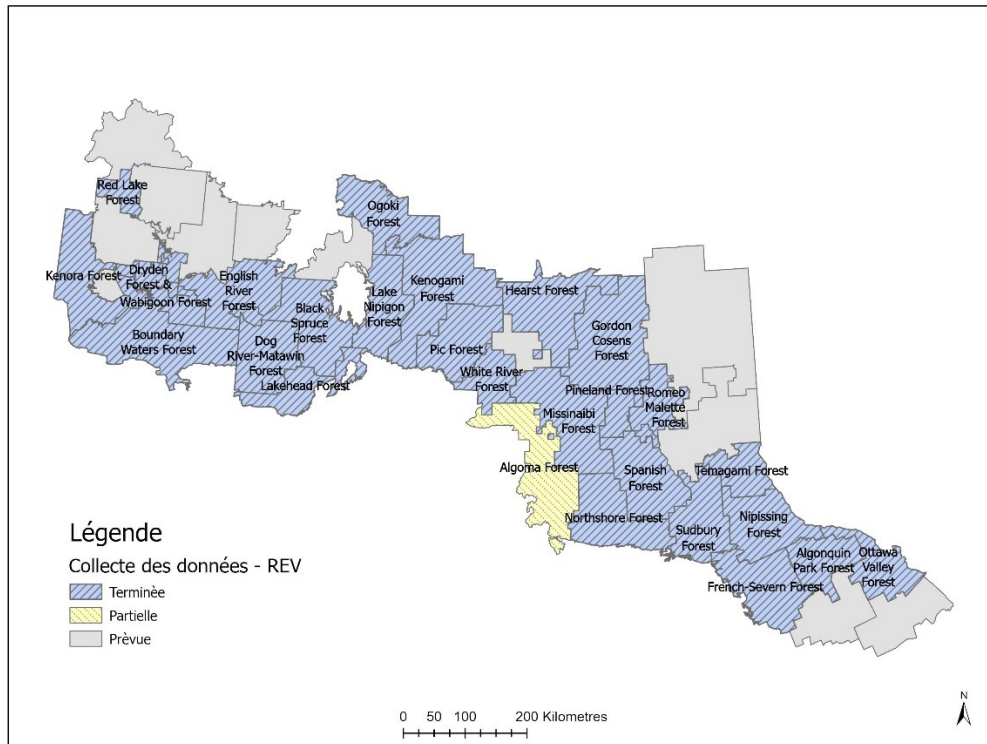 Red Lake
Forest
Ogoki
Forest
Kenora Forest
Dryden
Forest &
Wabigoon Forest
English
River
Forest
Black
Spruce
Forest
Lake
Nipigon
Forest
Kenogami
Forest
Hearst Forest
Gordon
Cosens
Forest
Boundary
Waters Forest
Dog
River-Matawin
Forest
Lakehead Forest
Pic Forest
White River
Forest
Pineland Forest
Romeo
Malette
Forest
Missinaibi
Forest
Algoma Forest
Spanish
Forest
Temagami Forest
Northshore Forest
Sudbury
Forest
Nipissing
Forest
Algonquin
Park Forest
Ottawa
Valley
Forest
French-Severn Forest
Légende
Collecte des données - REV
Terminèe
Partielle
Prèvue
0 50 100 200 Kilometres
N